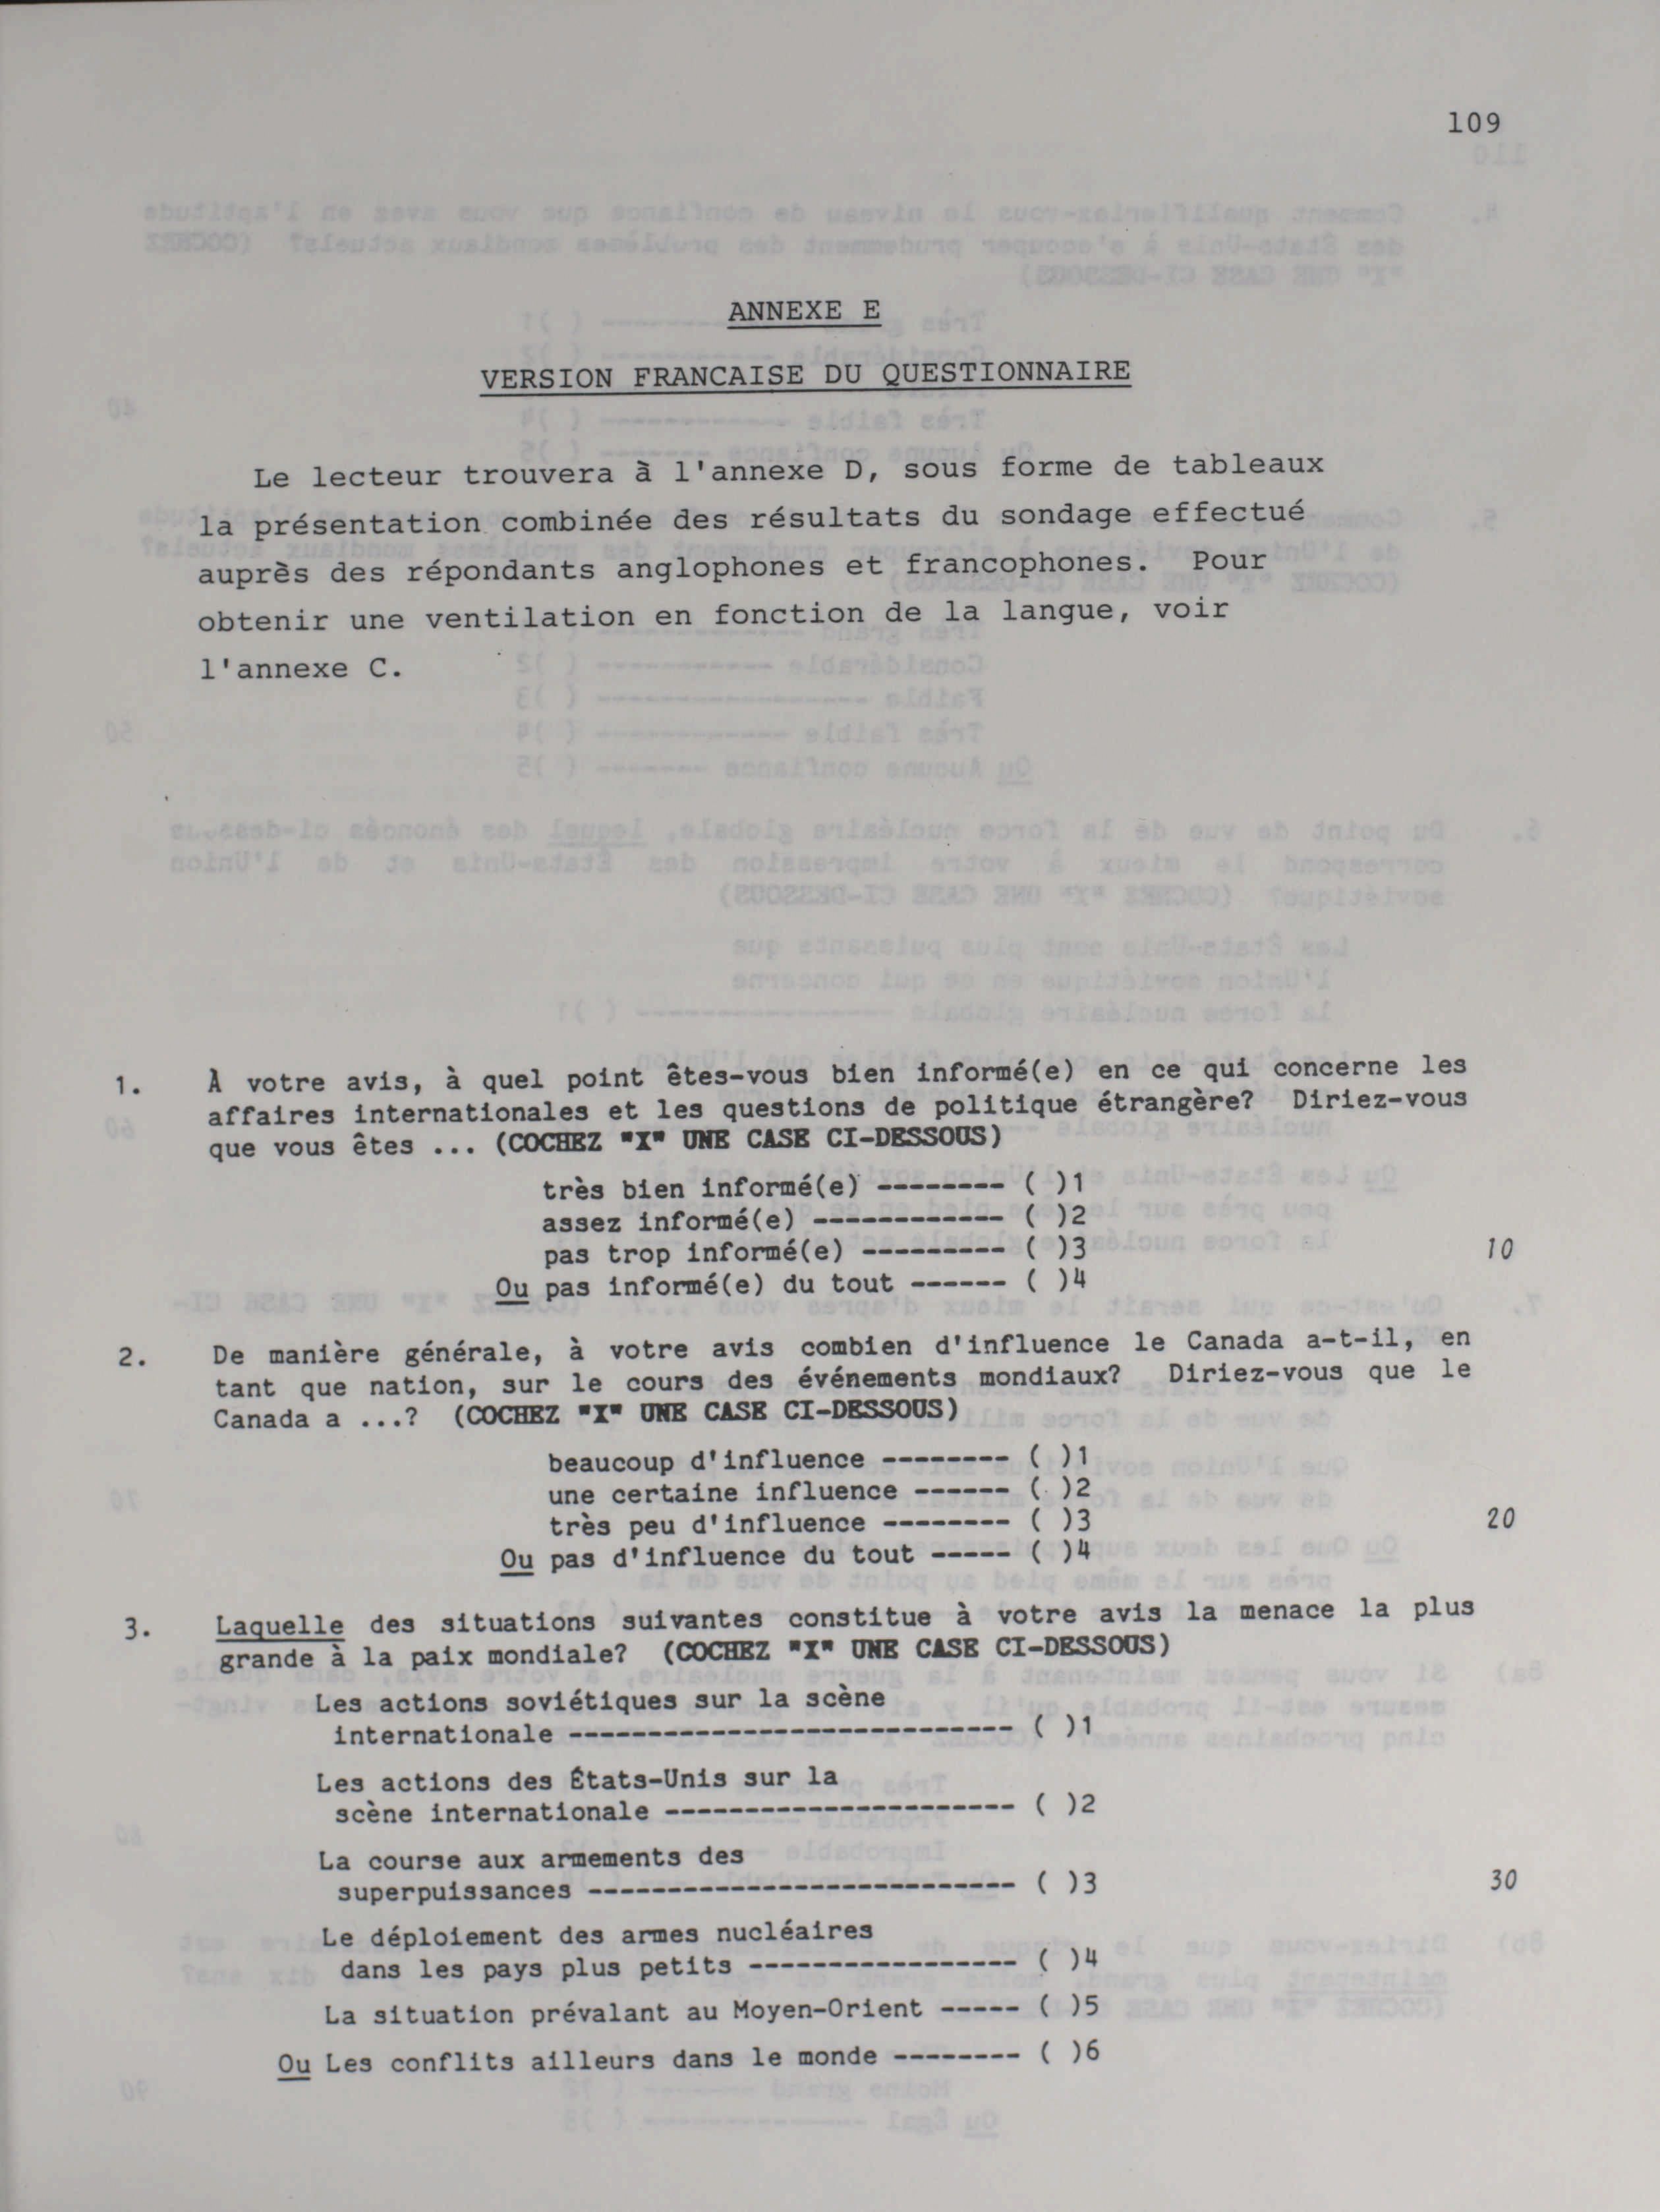 109
ANNEXE E
VERSION FRANCAISE DU QUESTIONNAIRE
Le lecteur trouvera à l'annexe D, sous forme de tableaux
la présentation combinée des résultats du sondage effectué
auprès des répondants anglophones et francophones. Pour
obtenir une ventilation en fonction de la langue, voir
l'annexe C.
1. À votre avis, à quel point êtes-vous bien informé(e) en ce qui concerne les
affaires internationales et les questions de politique étrangère? Diriez-vous
que vous êtes ... (COCHEZ "X" UNE CASE CI-DESSOUS)
très bien informé(e) -------- ( )1
assez informé(e) ------------ ( )2
pas trop informé(e) --------- ( )3 10
Ou pas informé(e) du tout ------ ( )4
2. De manière générale, à votre avis combien d'influence le Canada a-t-il, en
tant que nation, sur le cours des événements mondiaux? Diriez-vous que le
Canada a ...? (COCHEZ "X" UNE CASE CI-DESSOUS)
beaucoup d'influence -------- ( )1
une certaine influence ------ ( )2
très peu d'influence -------- ( )3 20
Ou pas d'influence du tout ----- ( )4
3. Laquelle des situations suivantes constitue à votre avis la menace la plus
grande à la paix mondiale? (COCHEZ "X" UNE CASE CI-DESSOUS)
Les actions soviétiques sur la scène
internationale ---------------------------- ( )1
Les actions des États-Unis sur la
scène internationale ---------------------- ( )2
La course aux armements des
superpuissances --------------------------- ( )3 30
Le déploiement des armes nucléaires
dans les pays plus petits ----------------- ( )4
La situation prévalant au Moyen-Orient ----- ( )5
Ou Les conflits ailleurs dans le monde -------- ( )6